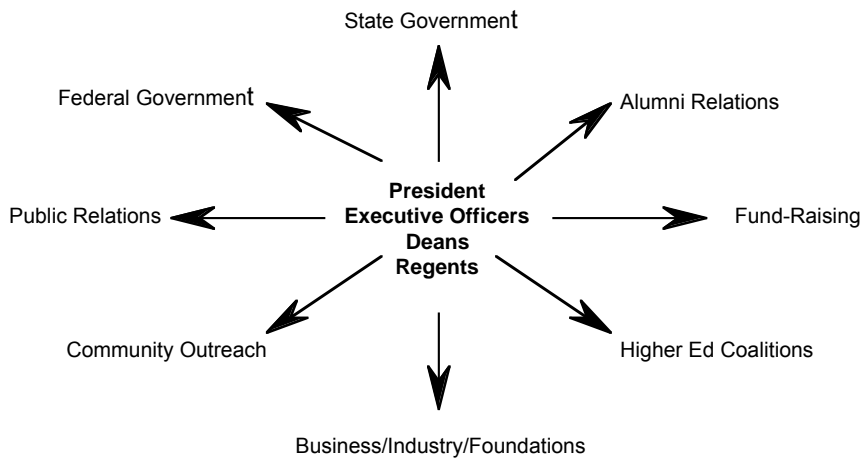 State Government
Federal Government
Alumni Relations
President
Executive Officers
Deans
Regents
Public Relations
Fund-Raising
Community Outreach
Higher Ed Coalitions
Business/Industry/Foundations